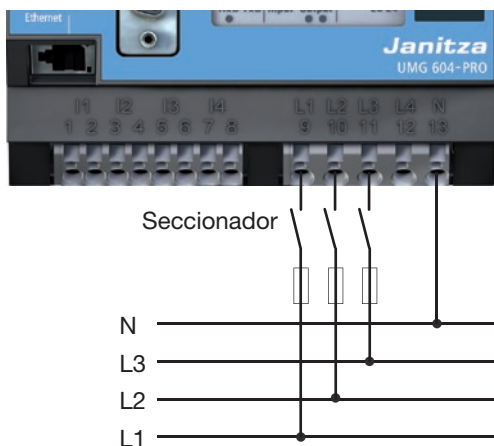 Ethernet
Janitza
UMG 604-PRO
I1 I2 I3 I4 L1 L2 L3 L4 N
1 2 3 4 5 6 7 8 9 10 11 12 13
Seccionador
N
L3
L2
L1